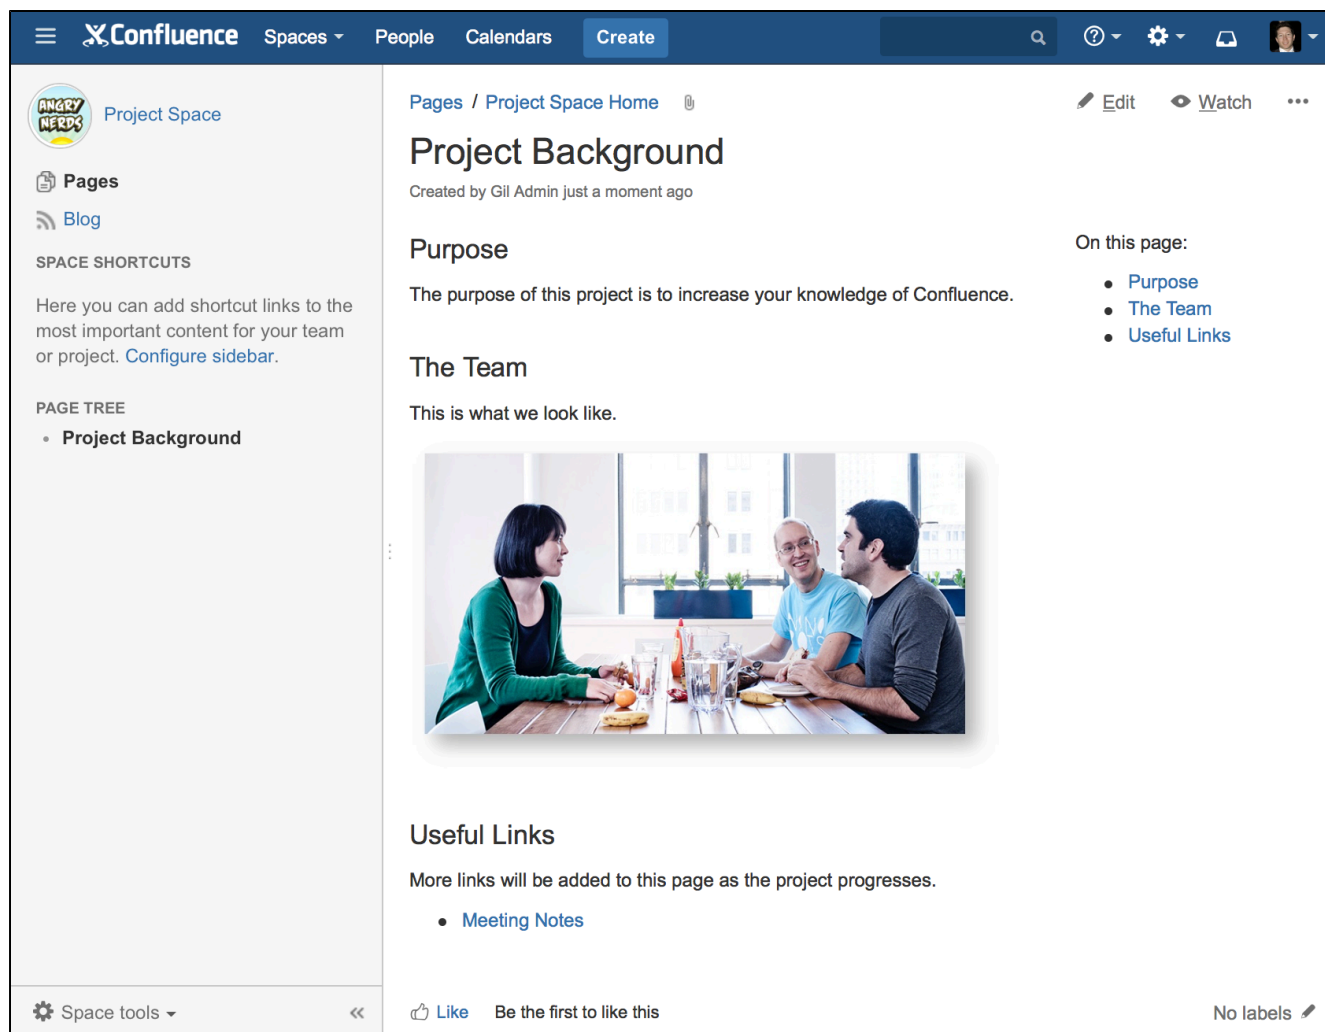 Confluence Spaces People Calendars Create
ANGRY
NERDS
Project Space
Pages
Blog
SPACE SHORTCUTS
Here you can add shortcut links to the
most important content for your team
or project. Configure sidebar.
PAGE TREE
Project Background
Space tools
Pages / Project Space Home
Edit Watch
Project Background
Created by Gil Admin just a moment ago
Purpose
The purpose of this project is to increase your knowledge of Confluence.
The Team
This is what we look like.
Useful Links
More links will be added to this page as the project progresses.
Meeting Notes
On this page:
Purpose
The Team
Useful Links
Like Be the first to like this
No labels